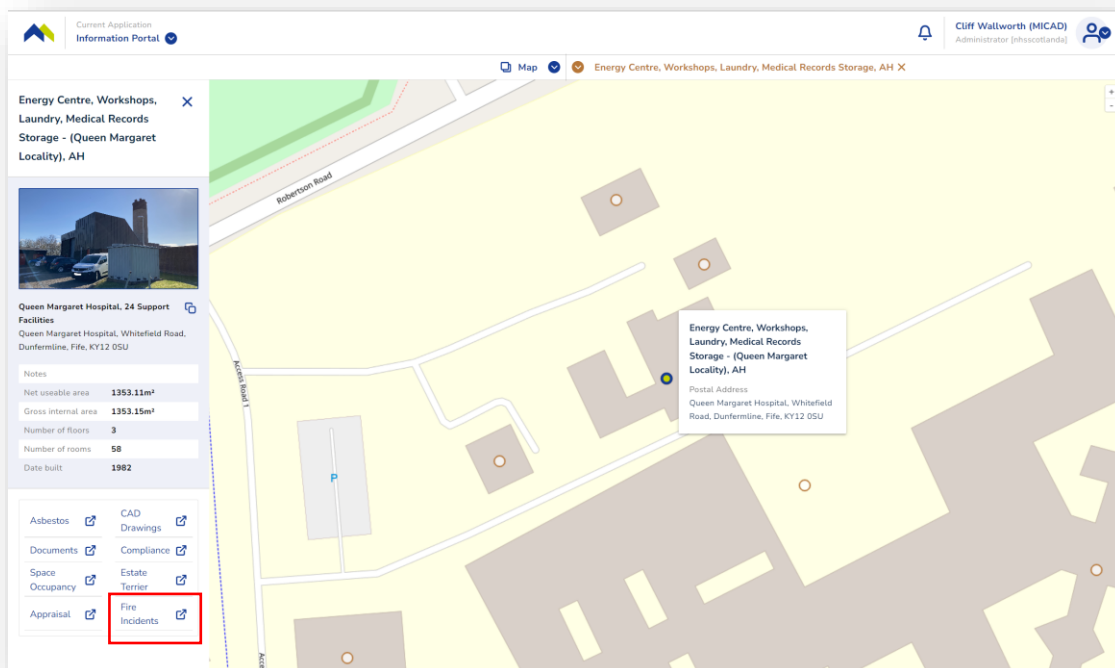 Current Application
Information Portal
Cliff Wallworth (MICAD)
Administrator [nhsscotlanda]
Map
Energy Centre, Workshops, Laundry, Medical Records Storage, AH
Energy Centre, Workshops,
Laundry, Medical Records
Storage - (Queen Margaret
Locality), AH
Queen Margaret Hospital, 24 Support
Facilities
Queen Margaret Hospital, Whitefield Road,
Dunfermline, Fife, KY12 0SU
Notes
Net useable area 1353.11m²
Gross internal area 1353.15m²
Number of floors 3
Number of rooms 58
Date built 1982
Asbestos
CAD
Drawings
Documents
Compliance
Space
Occupancy
Estate
Terrier
Appraisal
Fire
Incidents
Robertson Road
Access Road 1
P
Energy Centre, Workshops,
Laundry, Medical Records
Storage - (Queen Margaret
Locality), AH
Postal Address
Queen Margaret Hospital, Whitefield
Road, Dunfermline, Fife, KY12 0SU